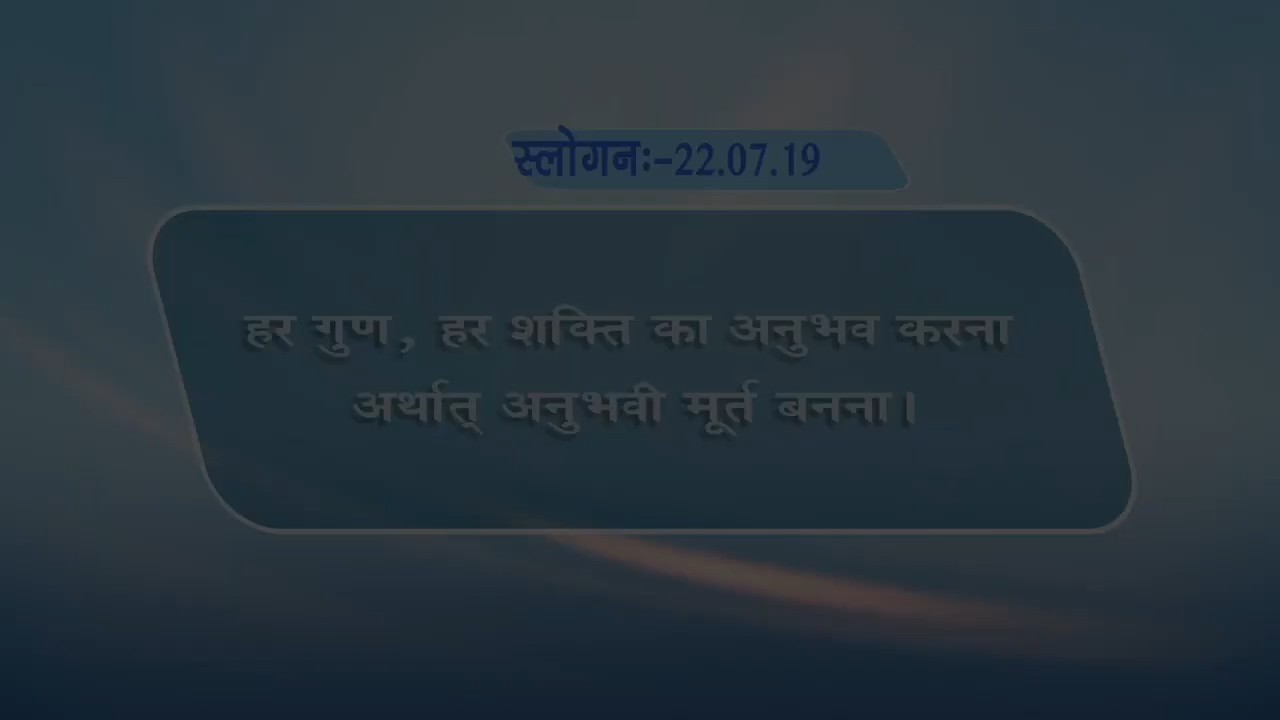 स्लोगनः-22.07.19
हर गुण, हर शक्ति का अनुभव करना
अर्थात् अनुभवी मूर्त बनना।